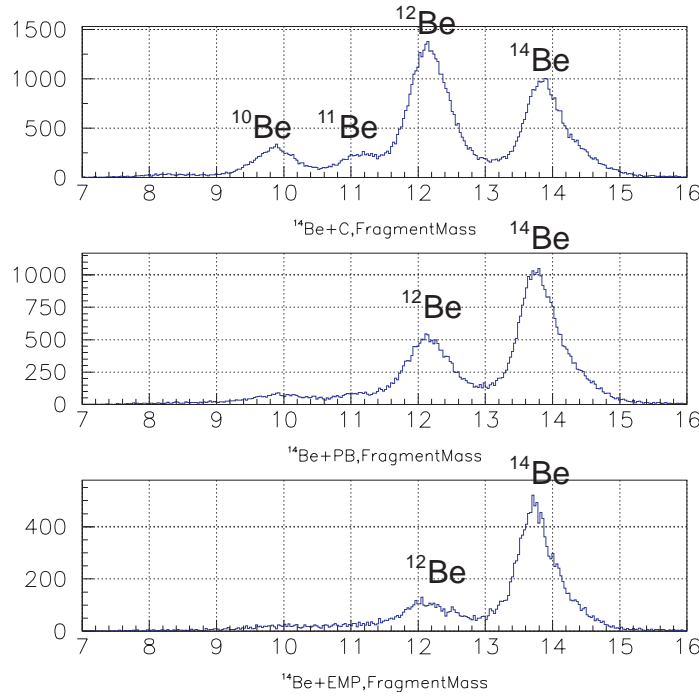 ¹²Be
¹⁴Be
¹⁰Be
¹¹Be
1500
1000
500
0
7 8 9 10 11 12 13 14 15 16
¹⁴Be+C,FragmentMass
¹⁴Be
¹²Be
1000
750
500
250
0
7 8 9 10 11 12 13 14 15 16
¹⁴Be+PB,FragmentMass
¹⁴Be
¹²Be
400
200
0
7 8 9 10 11 12 13 14 15 16
¹⁴Be+EMP,FragmentMass